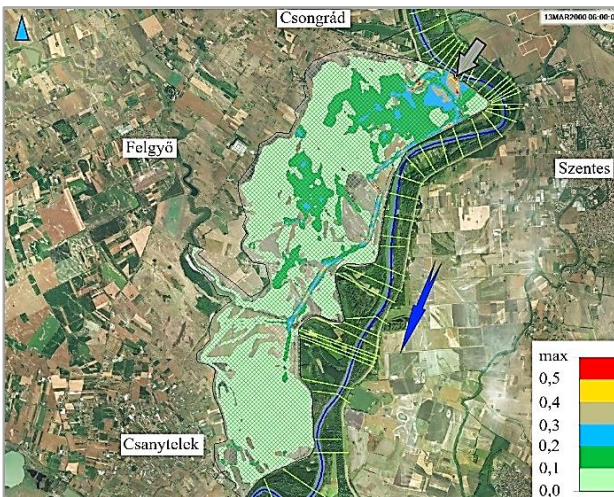 Csongrád
13MAR2000 06:00:0
Felgyő
Szentes
Csanytelek
max
0,5
0,4
0,3
0,2
0,1
0,0